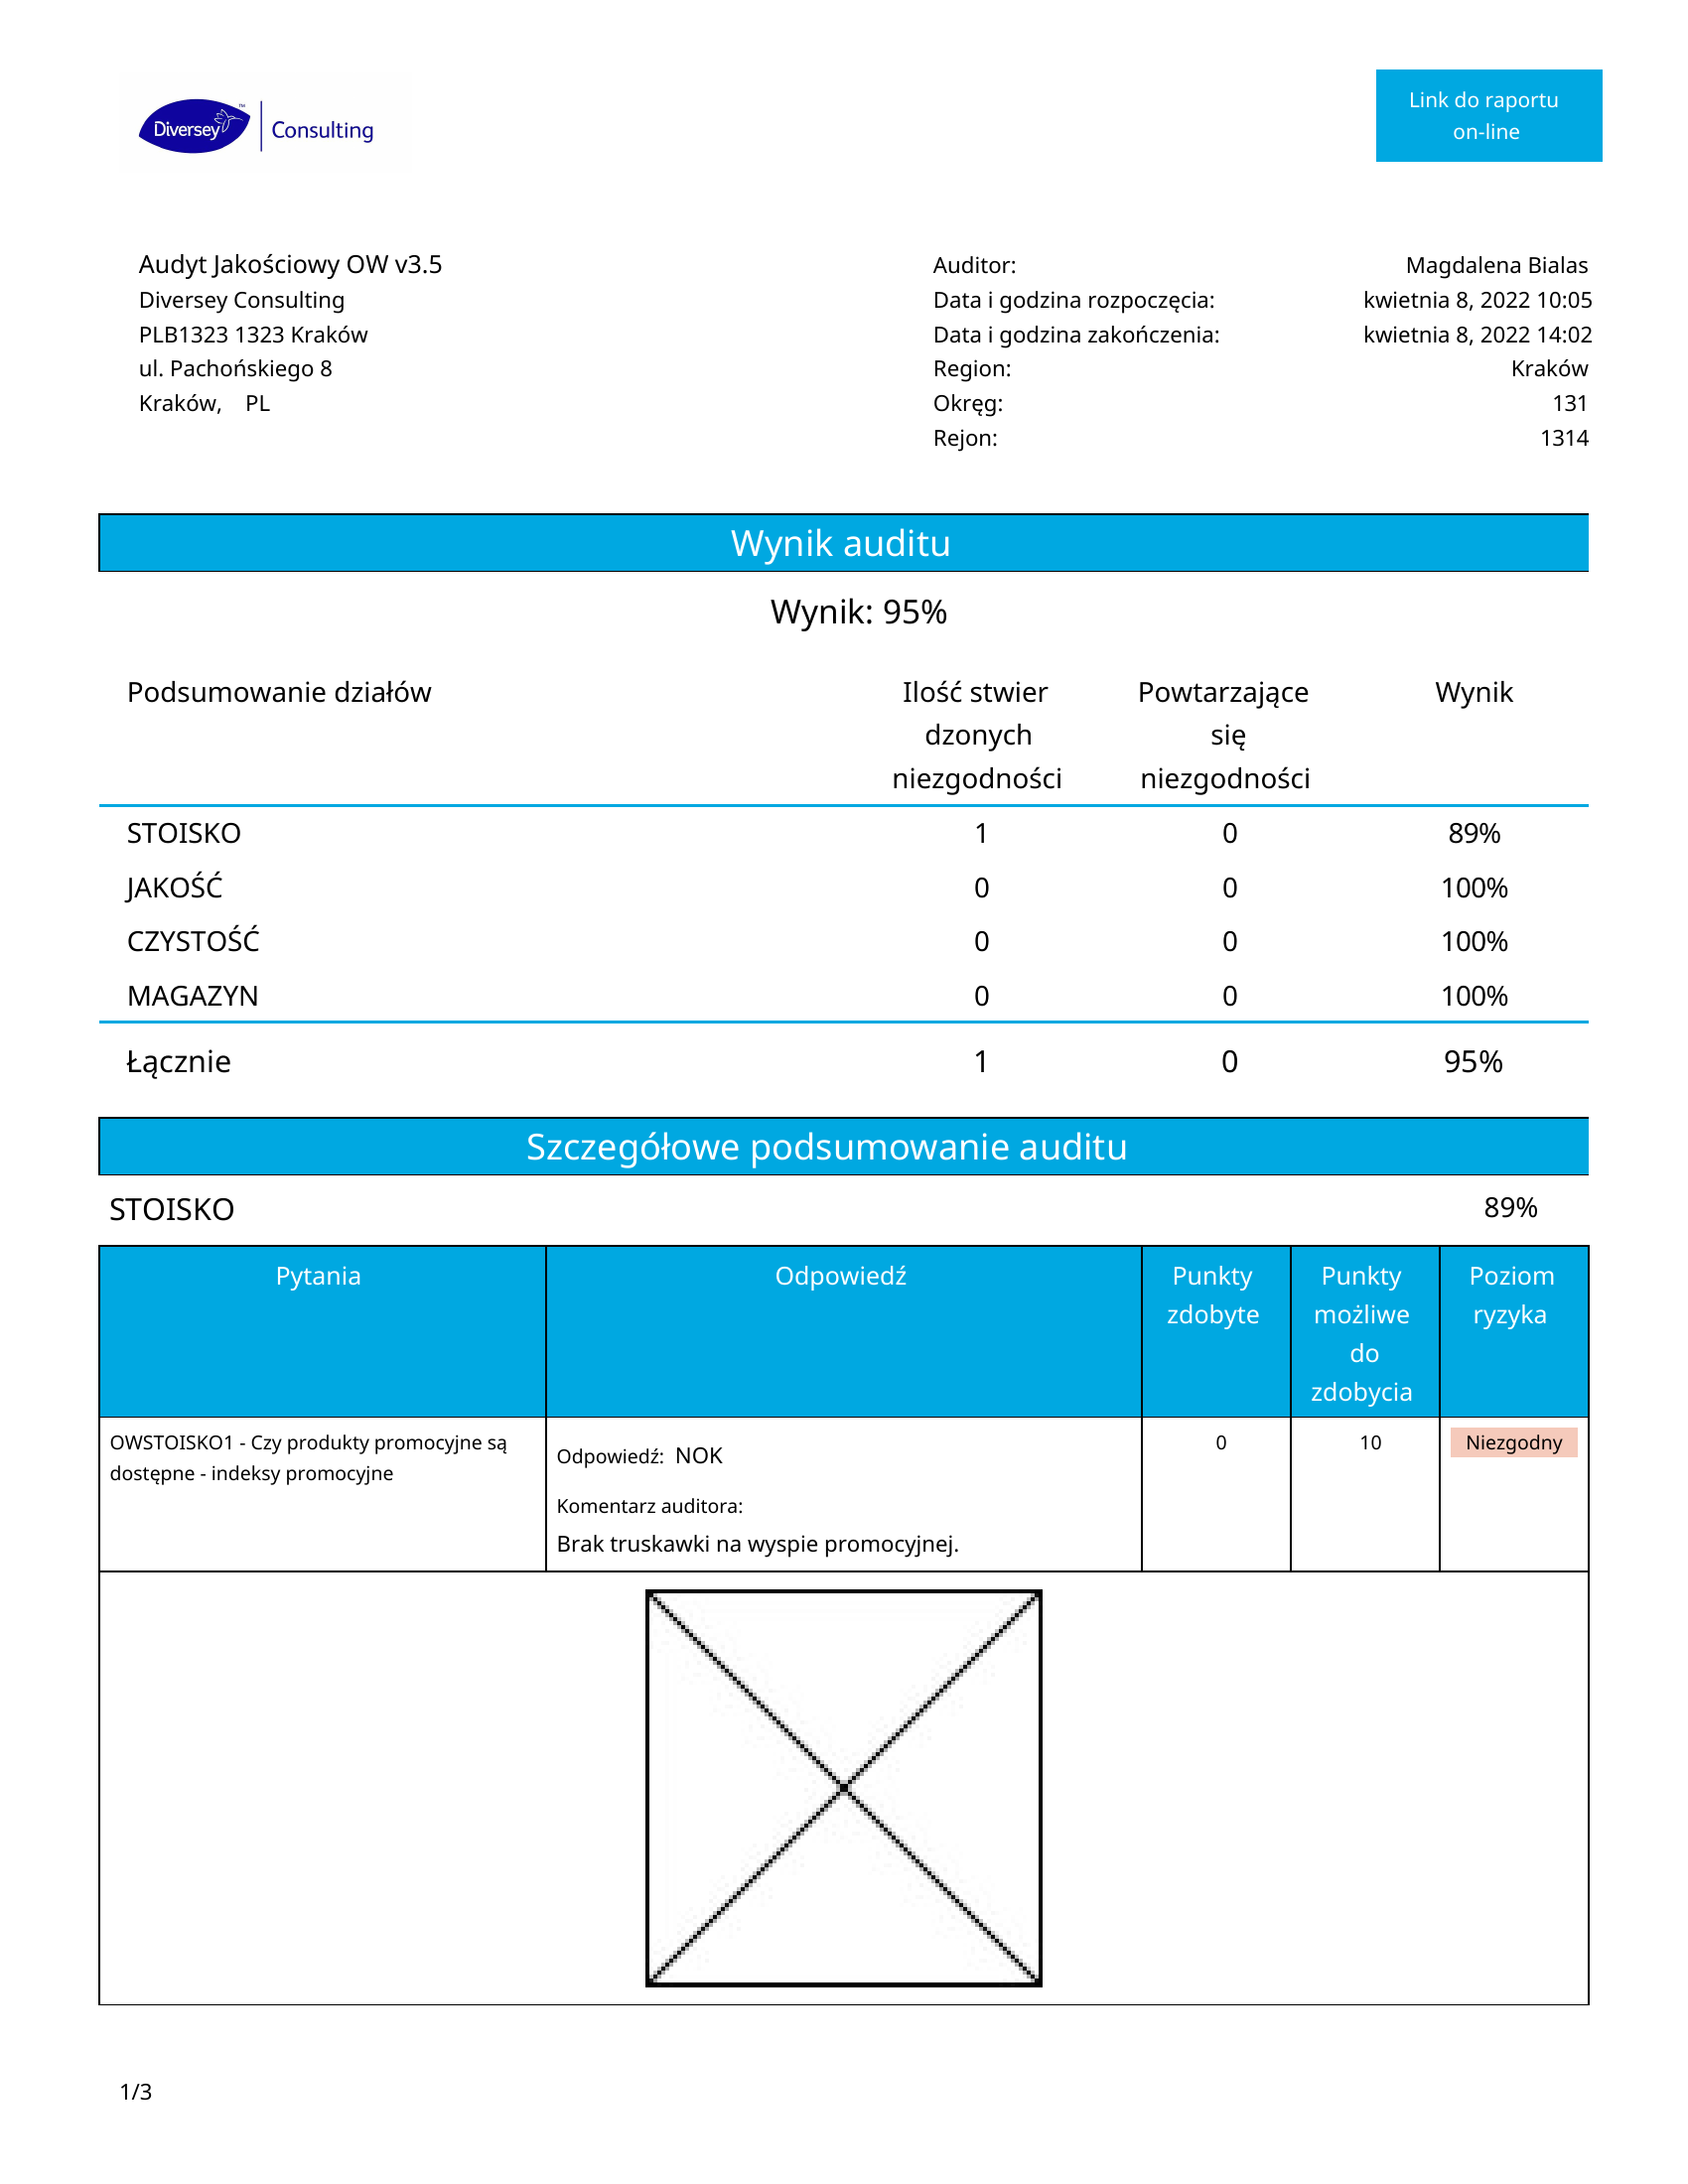 Diversey™ Consulting
Link do raportu
on-line
Audyt Jakościowy OW v3.5
Diversey Consulting
PLB1323 1323 Kraków
ul. Pachońskiego 8
Kraków, PL
Auditor: Magdalena Bialas
Data i godzina rozpoczęcia: kwietnia 8, 2022 10:05
Data i godzina zakończenia: kwietnia 8, 2022 14:02
Region: Kraków
Okręg: 131
Rejon: 1314
Wynik auditu
Wynik: 95%
Podsumowanie działów Ilość stwier Powtarzające Wynik
dzonych się
niezgodności niezgodności
STOISKO 1 0 89%
JAKOŚĆ 0 0 100%
CZYSTOŚĆ 0 0 100%
MAGAZYN 0 0 100%
Łącznie 1 0 95%
Szczegółowe podsumowanie auditu
STOISKO 89%
Pytania Odpowiedź Punkty Punkty Poziom
zdobyte możliwe ryzyka
do
zdobycia
OWSTOISKO1 - Czy produkty promocyjne są
dostępne - indeksy promocyjne
Odpowiedź: NOK
Komentarz auditora:
Brak truskawki na wyspie promocyjnej.
0 10 Niezgodny
1/3